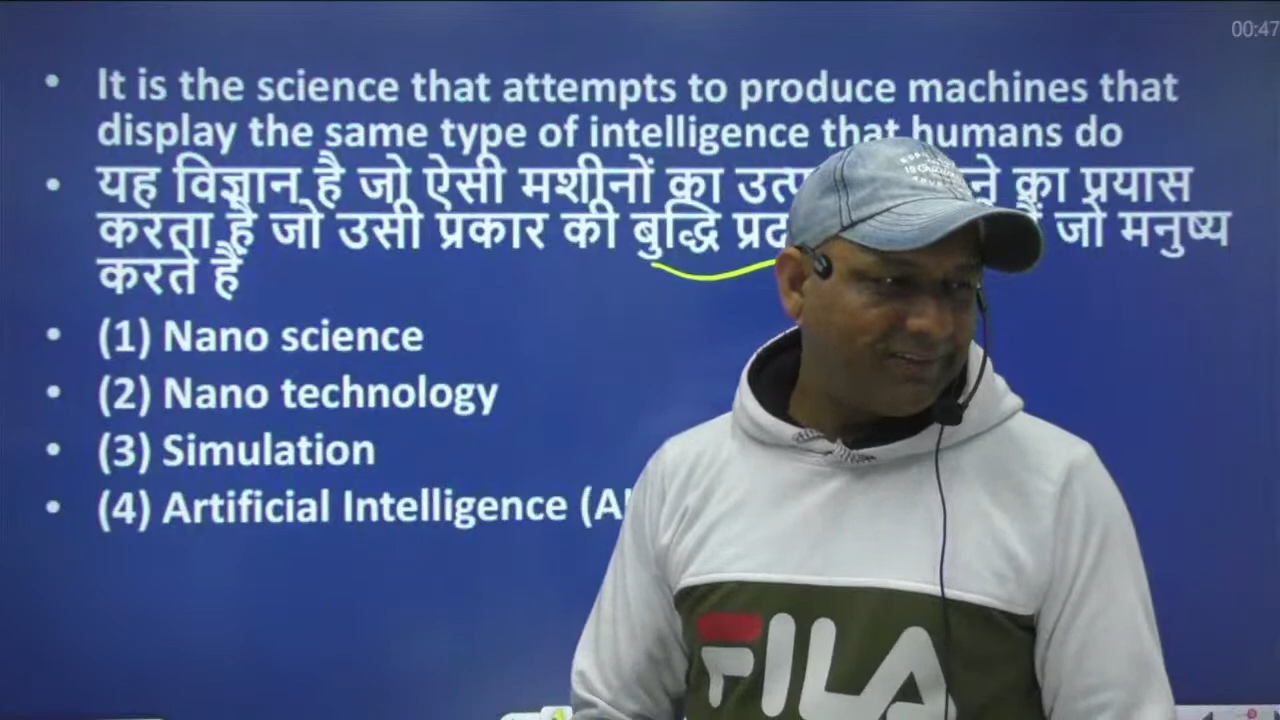 00:47
• It is the science that attempts to produce machines that
display the same type of intelligence that humans do
• यह विज्ञान है जो ऐसी मशीनों का प्रयास
करता है जो उसी प्रकार की बुद्धि जो मनुष्य
करते हैं
• (1) Nano science
• (2) Nano technology
• (3) Simulation
• (4) Artificial Intelligence (AI
FILA